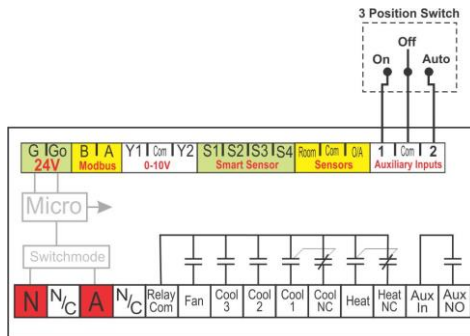 3 Position Switch
Off
On Auto
G Go B A Y1 Com Y2 S1 S2 S3 S4 Room Com O/A 1 Com 2
24V Modbus 0-10V Smart Sensor Sensors Auxiliary Inputs
Micro
Switchmode
N N/C A N/C Relay Com Fan Cool 3 Cool 2 Cool 1 Cool NC Heat Heat NC Aux In Aux NO